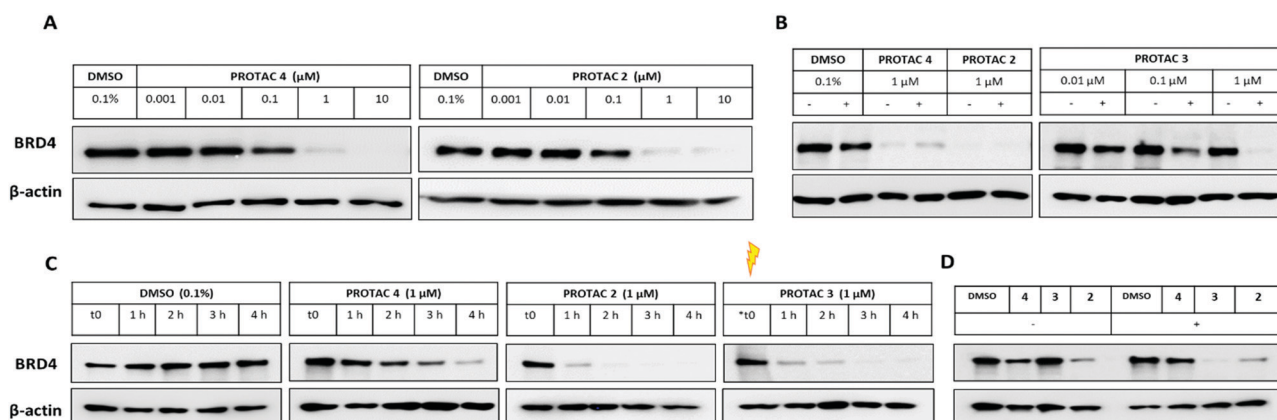 A
DMSO PROTAC 4 (µM)
0.1% 0.001 0.01 0.1 1 10
DMSO PROTAC 2 (µM)
0.1% 0.001 0.01 0.1 1 10
BRD4
β-actin
B
DMSO PROTAC 4 PROTAC 2
0.1% 1 µM 1 µM
- + - + - +
PROTAC 3
0.01 µM 0.1 µM 1 µM
- + - + - +
C
DMSO (0.1%)
t0 1 h 2 h 3 h 4 h
PROTAC 4 (1 µM)
t0 1 h 2 h 3 h 4 h
PROTAC 2 (1 µM)
t0 1 h 2 h 3 h 4 h
PROTAC 3 (1 µM)
*t0 1 h 2 h 3 h 4 h
BRD4
β-actin
D
DMSO 4 3 2 DMSO 4 3 2
- +